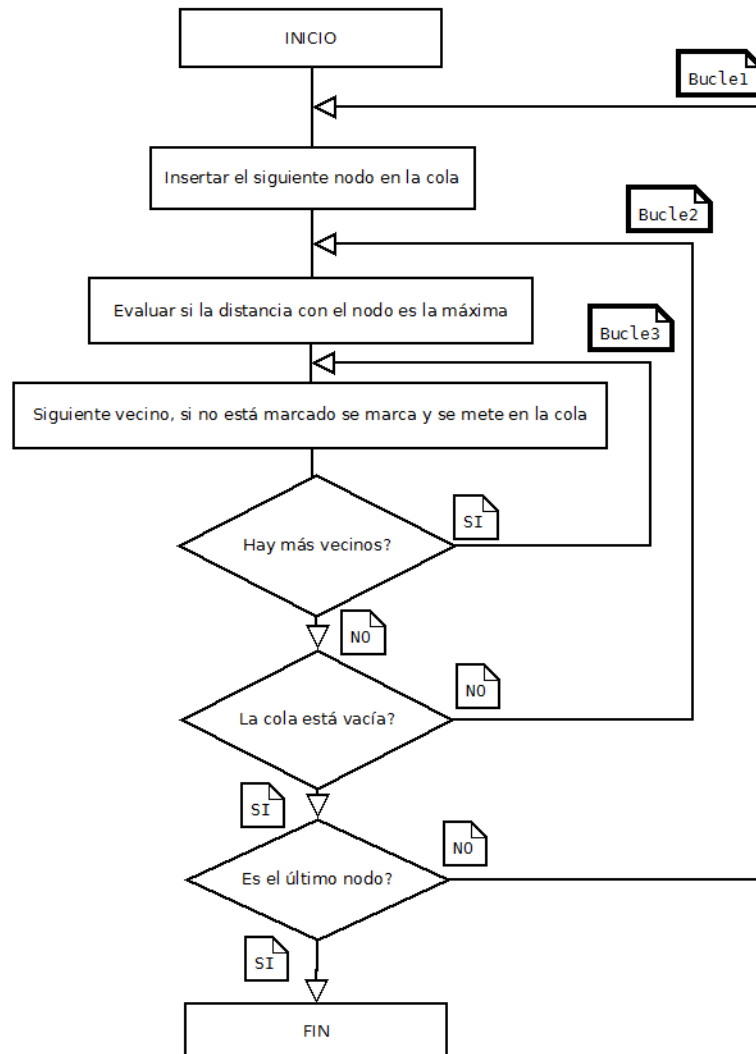 INICIO
Bucle1
Insertar el siguiente nodo en la cola
Bucle2
Evaluar si la distancia con el nodo es la máxima
Bucle3
Siguiente vecino, si no está marcado se marca y se mete en la cola
SI
Hay más vecinos?
NO
NO
La cola está vacía?
SI
NO
Es el último nodo?
SI
FIN